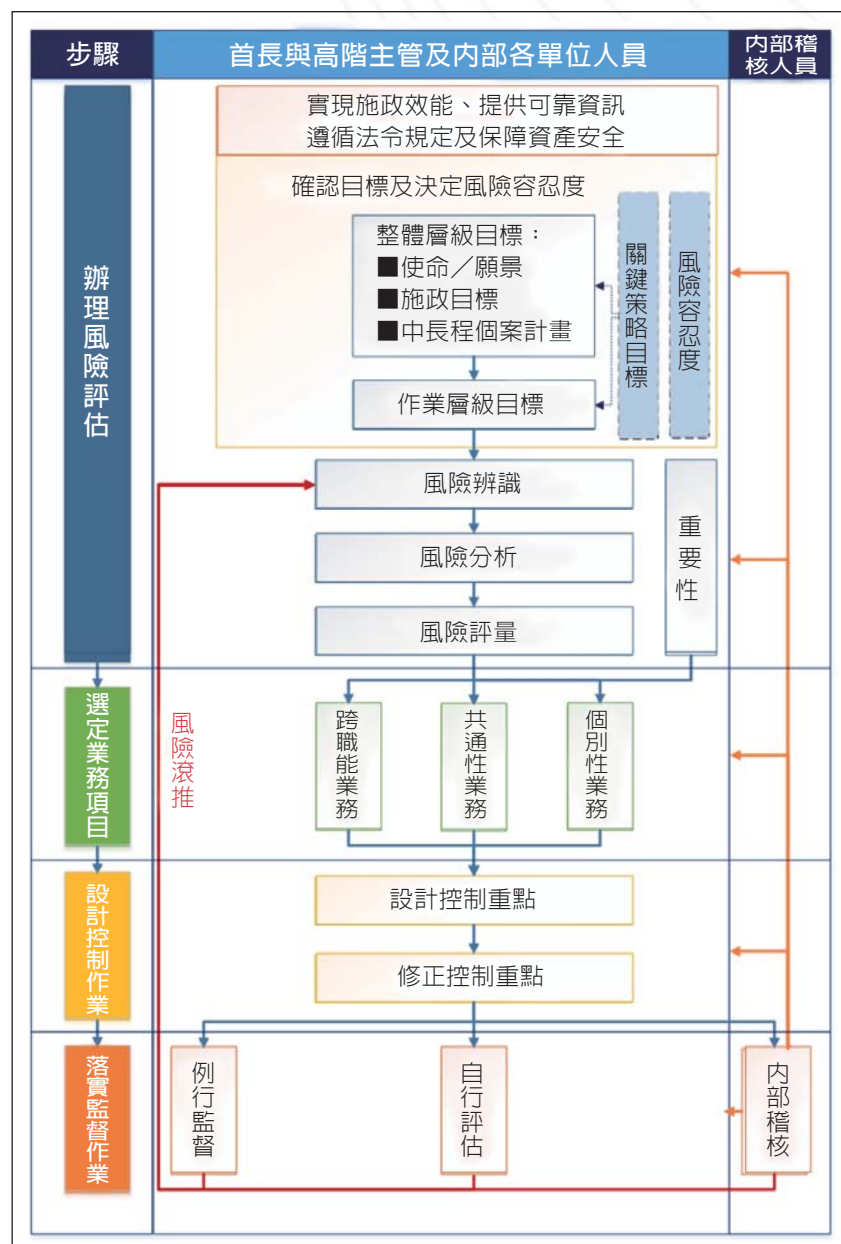 步驟
首長與高階主管及內部各單位人員
內部稽
核人員
辦理風險評估
實現施政效能、提供可靠資訊
遵循法令規定及保障資產安全
確認目標及決定風險容忍度
整體層級目標：
■使命／願景
■施政目標
■中長程個案計畫
關鍵策略目標
風險容忍度
作業層級目標
風險辨識
風險分析
風險評量
重要性
選定業務項目
風險滾推
跨職能業務
共通性業務
個別性業務
設計控制作業
設計控制重點
修正控制重點
落實監督作業
例行監督
自行評估
內部稽核